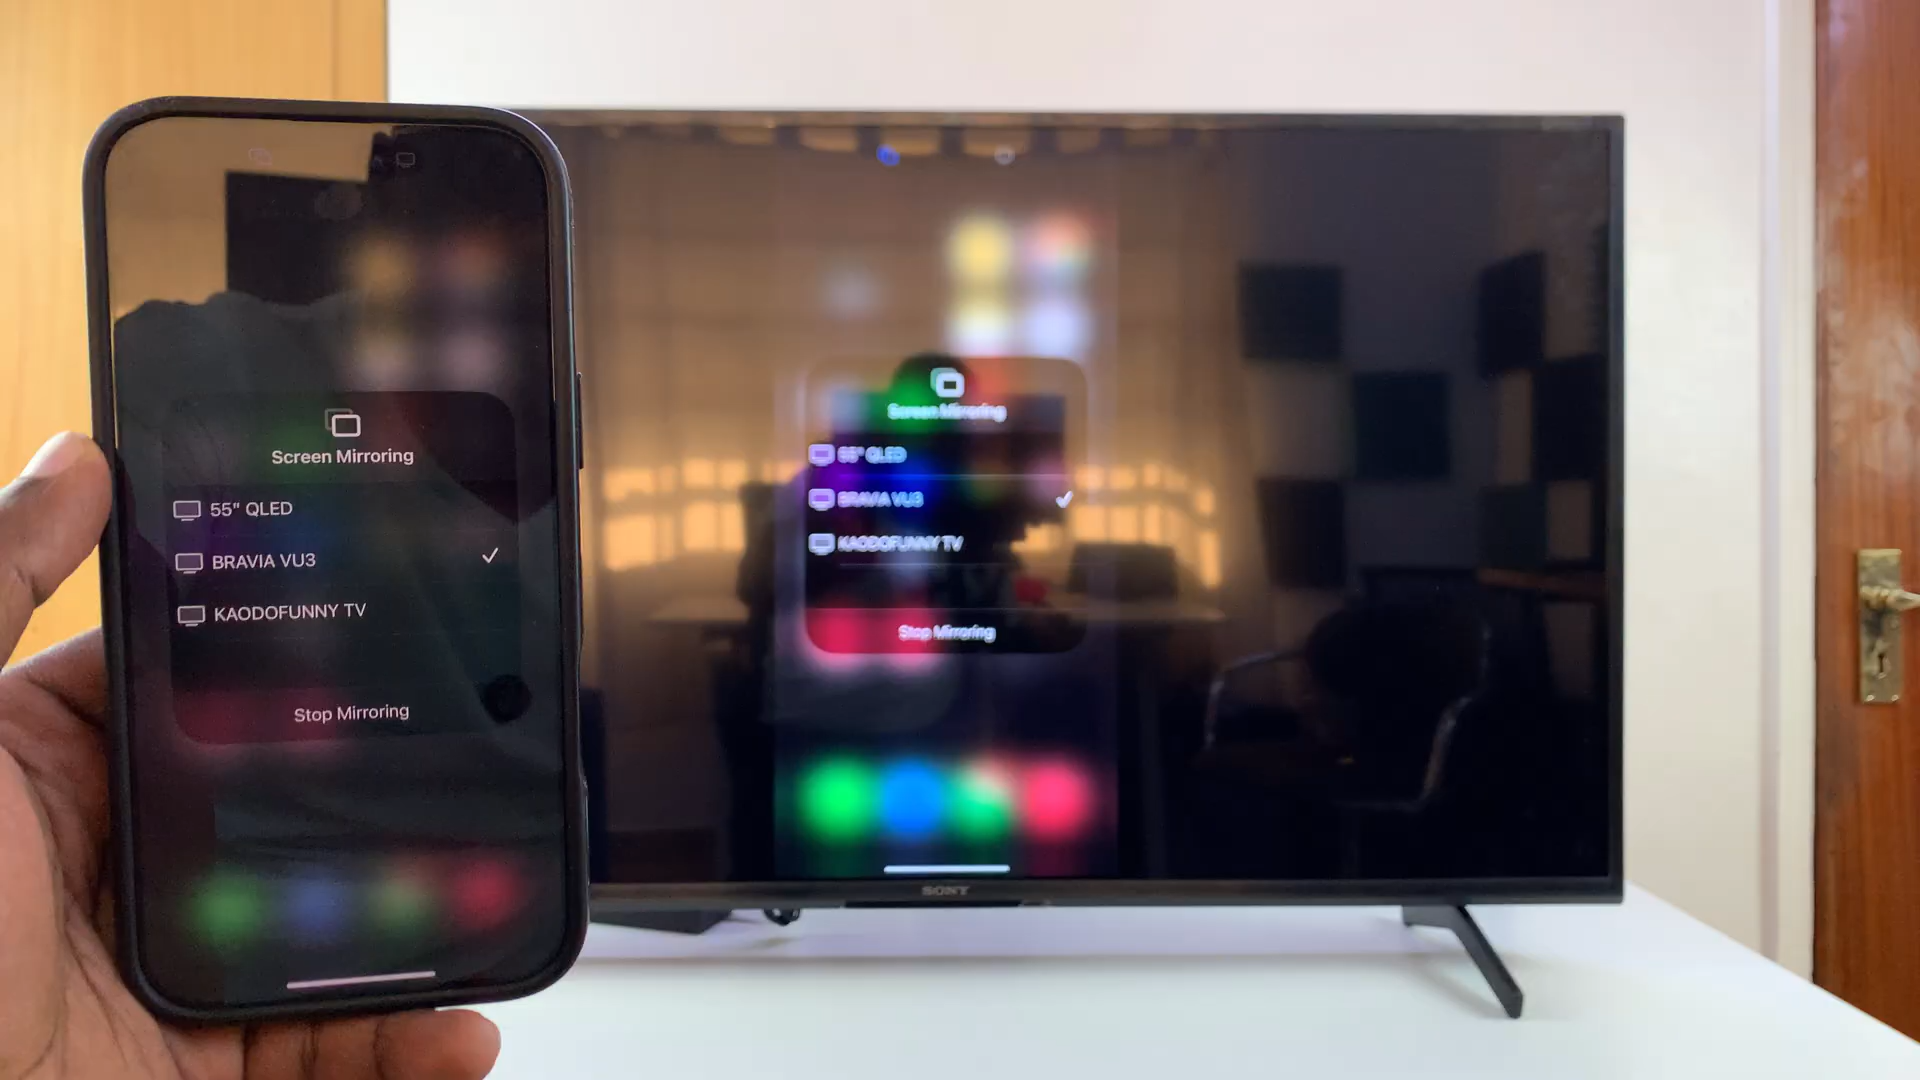 Screen Mirroring
55" QLED
BRAVIA VU3
KAODOFUNNY TV
Stop Mirroring
Screen Mirroring
55" QLED
BRAVIA VU3
KAODOFUNNY TV
Stop Mirroring
SONY